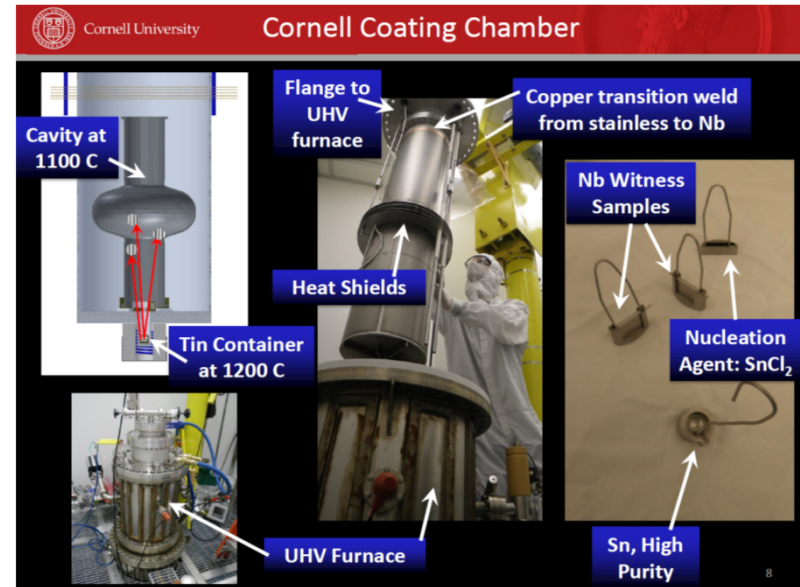 Cornell University
Cornell Coating Chamber
Flange to
UHV
furnace
Copper transition weld
from stainless to Nb
Cavity at
1100 C
Nb Witness
Samples
Heat Shields
Tin Container
at 1200 C
Nucleation
Agent: SnCl₂
UHV Furnace
Sn, High
Purity
8